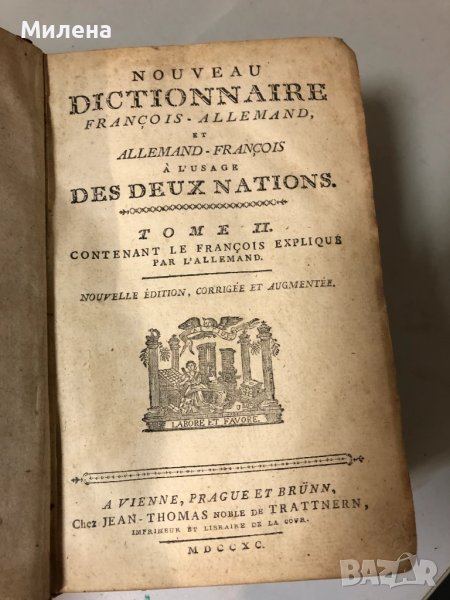 Милена
NOUVEAU
DICTIONNAIRE
FRANÇOIS-ALLEMAND,
ET
ALLEMAND-FRANÇOIS
À L'USAGE
DES DEUX NATIONS.
TOME II.
CONTENANT LE FRANÇOIS EXPLIQUÉ
PAR L'ALLEMAND.
NOUVELLE ÉDITION, CORRIGÉE ET AUGMENTÉE.
LABORE ET FAVORE.
A VIENNE, PRAGUE ET BRÜNN,
Chez JEAN-THOMAS NOBLE DE TRATTNERN,
IMPRIMEUR ET LIBRAIRE DE LA COUR.
MDCCXC.
BAZAR